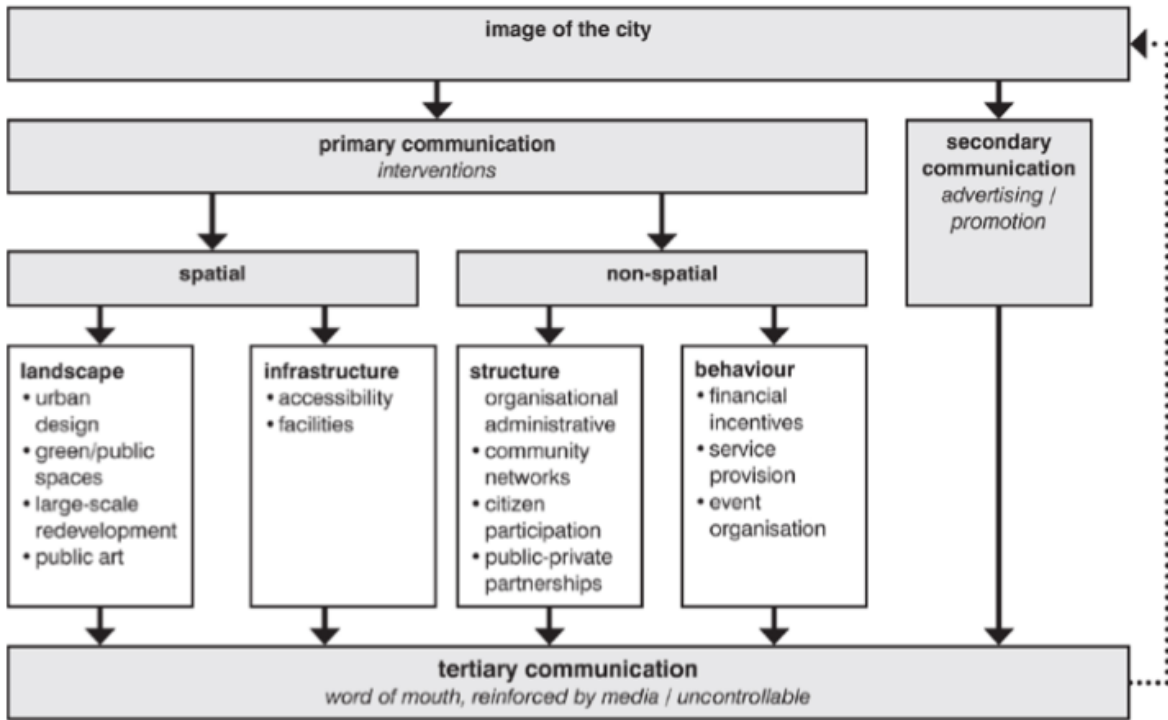 image of the city
primary communication
interventions
secondary
communication
advertising /
promotion
spatial
non-spatial
landscape
• urban
design
• green/public
spaces
• large-scale
redevelopment
• public art
infrastructure
• accessibility
• facilities
structure
organisational
administrative
• community
networks
• citizen
participation
• public-private
partnerships
behaviour
• financial
incentives
• service
provision
• event
organisation
tertiary communication
word of mouth, reinforced by media / uncontrollable